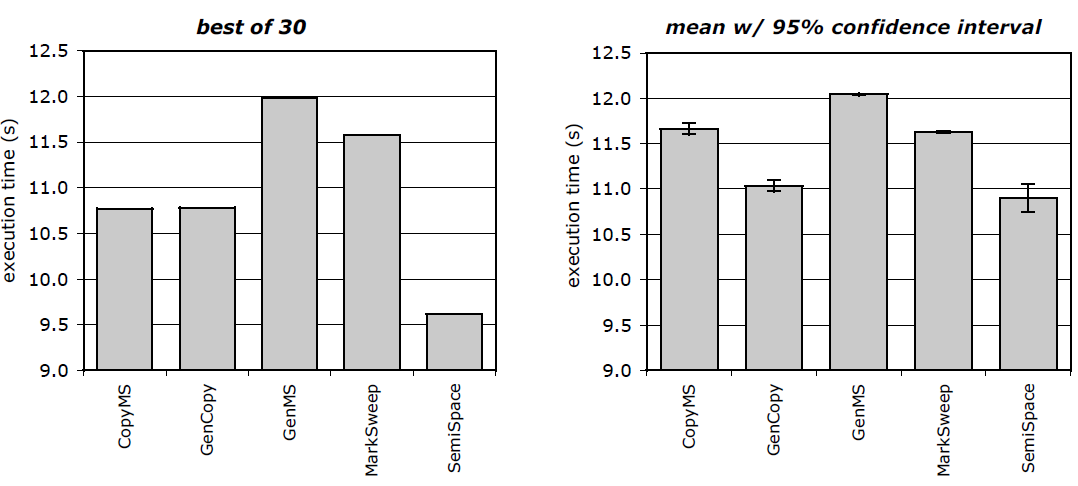 best of 30
execution time (s)
12.5
12.0
11.5
11.0
10.5
10.0
9.5
9.0
CopyMS
GenCopy
GenMS
MarkSweep
SemiSpace
mean w/ 95% confidence interval
execution time (s)
12.5
12.0
11.5
11.0
10.5
10.0
9.5
9.0
CopyMS
GenCopy
GenMS
MarkSweep
SemiSpace